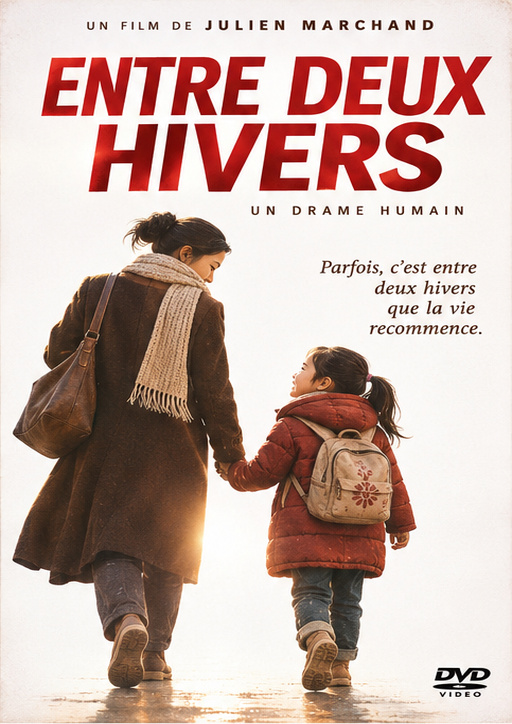 UN FILM DE JULIEN MARCHAND
ENTRE DEUX
HIVERS
UN DRAME HUMAIN
Parfois, c'est entre
deux hivers
que la vie
recommence.
DVD
VIDEO